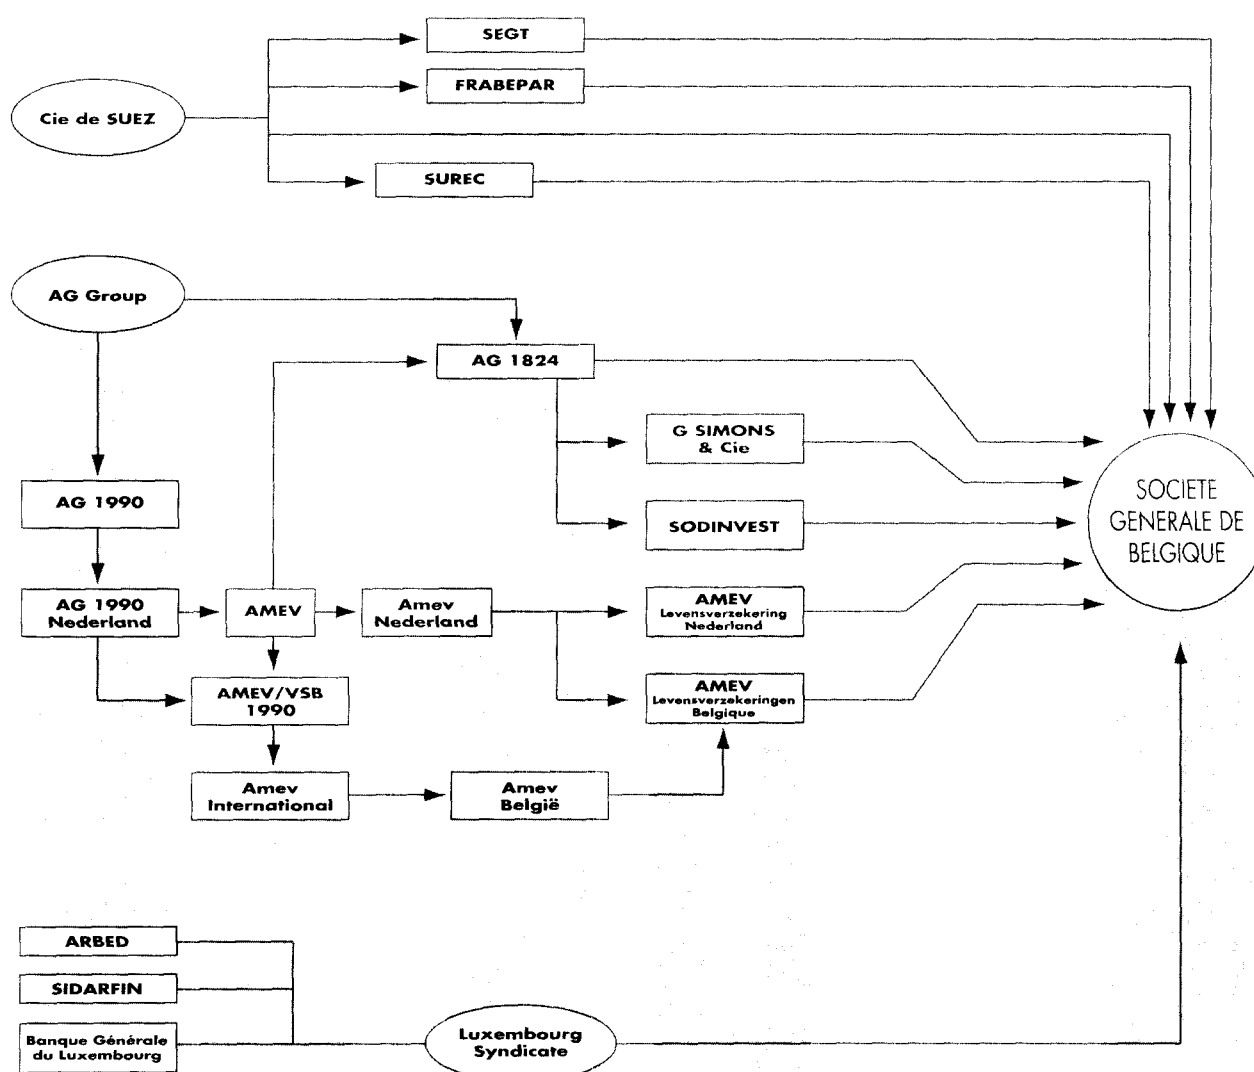 SEGT
FRABEPAR
Cie de SUEZ
SUREC
AG Group
AG 1824
G SIMONS
& Cie
SOCIETE
GENERALE DE
BELGIQUE
AG 1990
SODINVEST
AG 1990
Nederland
AMEV
Amev
Nederland
AMEV
Levensverzekering
Nederland
AMEV/VSB
1990
AMEV
Levensverzekeringen
Belgique
Amev
International
Amev
België
ARBED
SIDARFIN
Banque Générale
du Luxembourg
Luxembourg
Syndicate